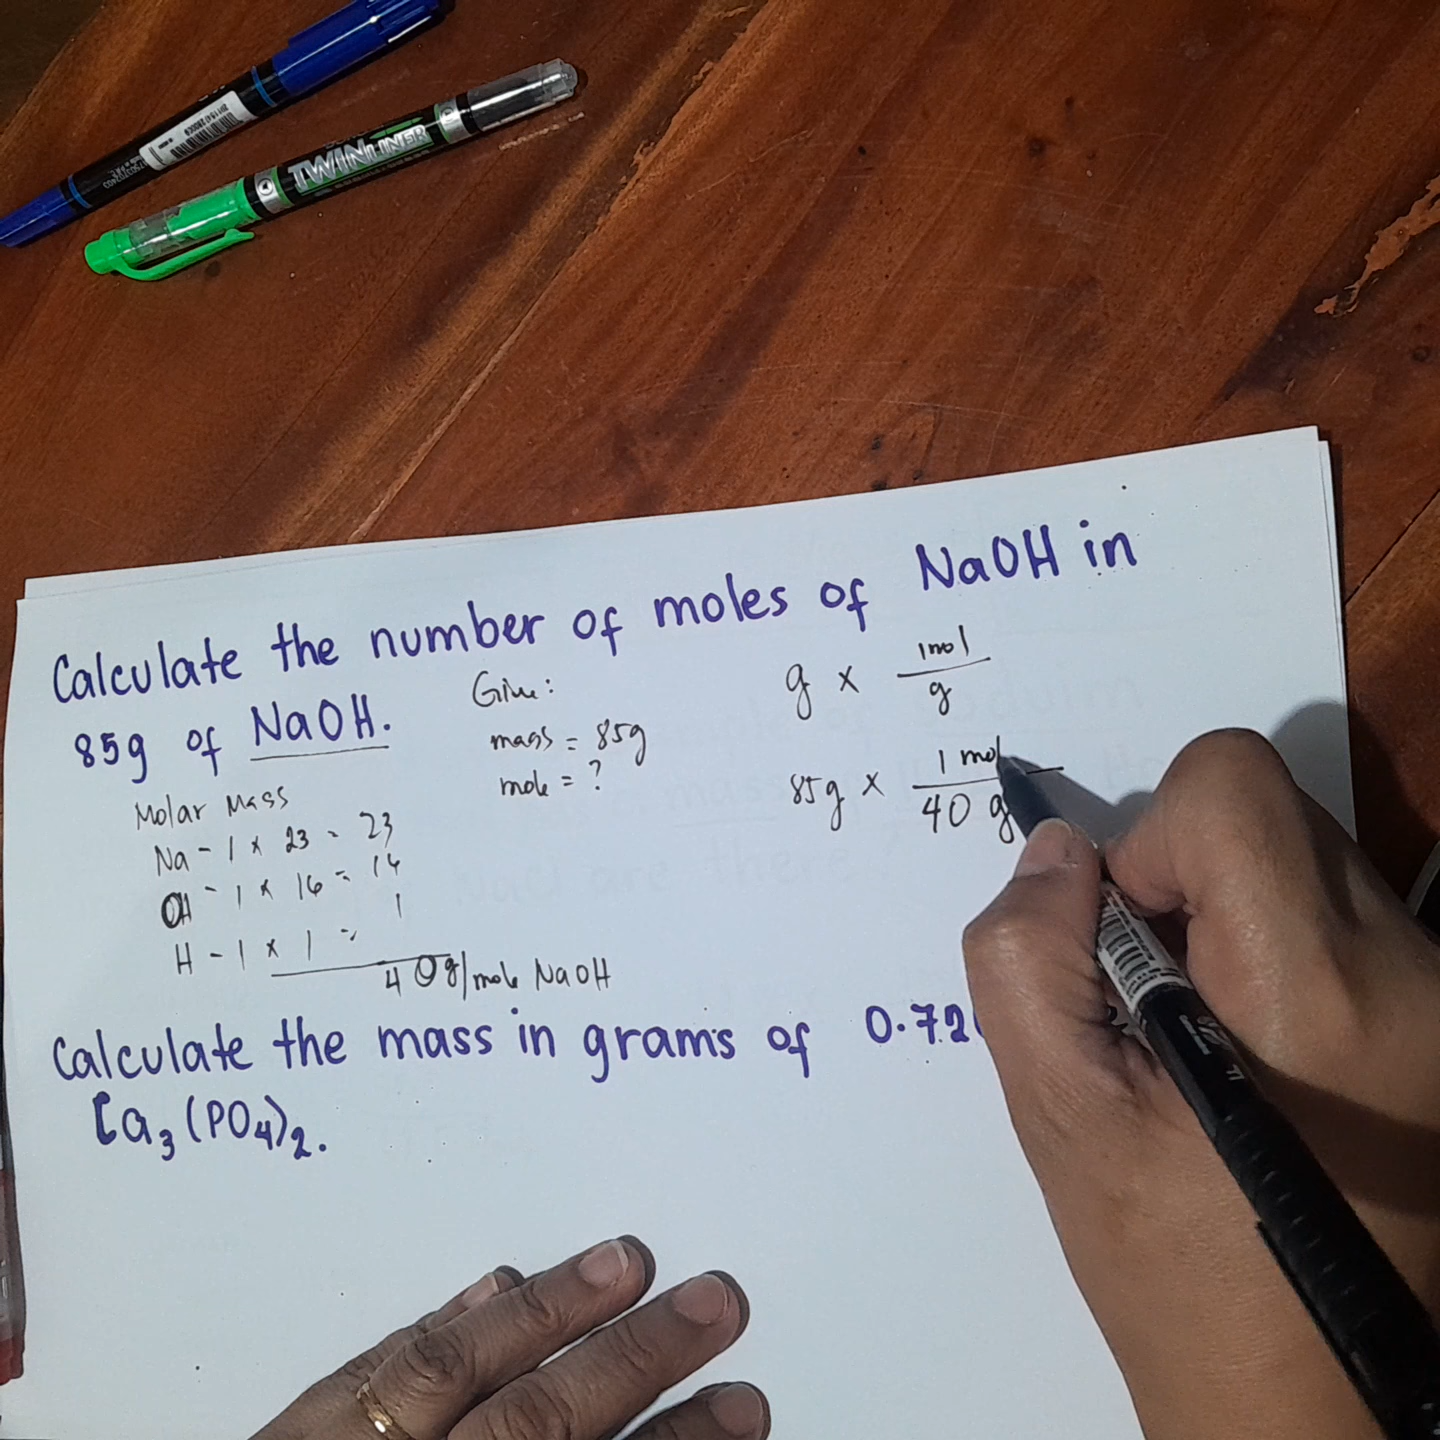 TWINLINER
Calculate the number of moles of NaOH in
85g of NaOH.
Molar Mass
Na - 1 x 23 = 23
OH - 1 x 16 = 16
H - 1 x 1 = 1
40g/mole NaOH
Given:
mass = 85g
mole = ?
g x 1mol
g
85g x 1 mol
40 g
Calculate the mass in grams of 0.72
Ca₃(PO₄)₂.